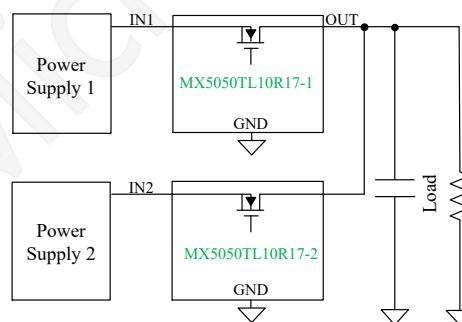 IN1
OUT
Power
Supply 1
MX5050TL10R17-1
GND
IN2
Power
Supply 2
MX5050TL10R17-2
GND
Load